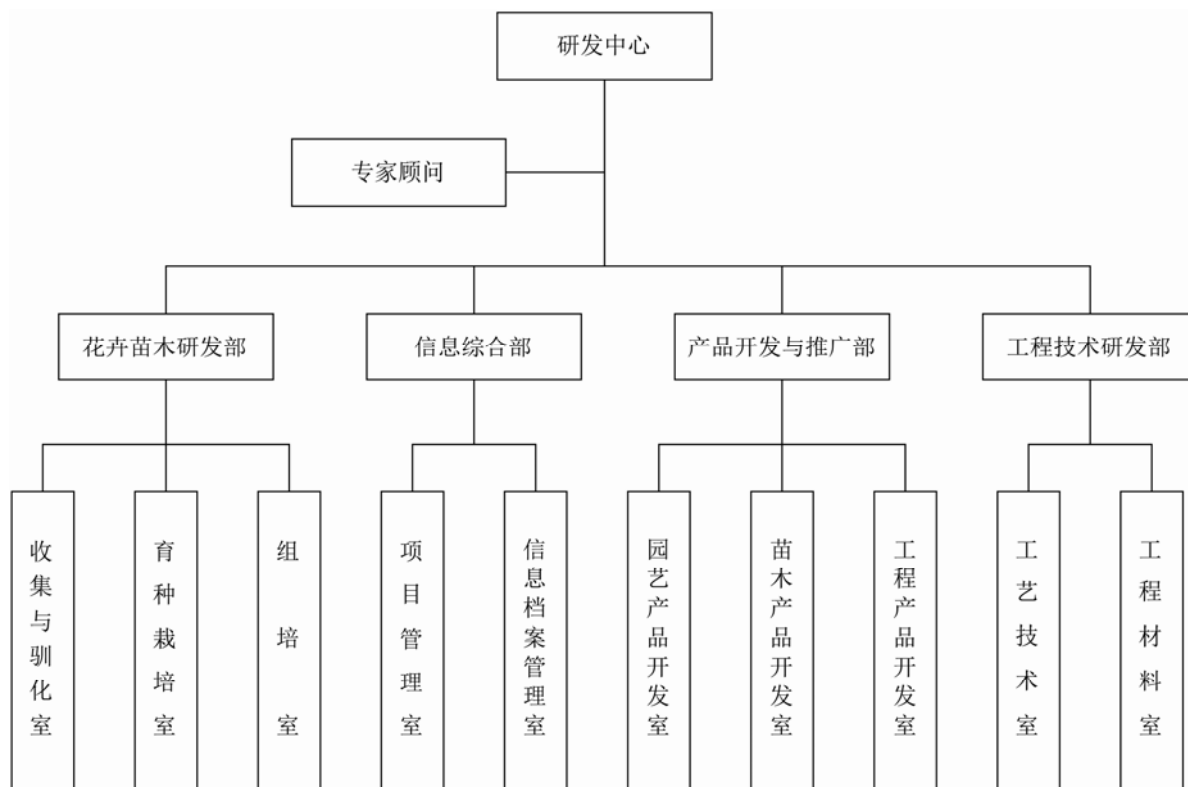 研发中心
专家顾问
花卉苗木研发部
信息综合部
产品开发与推广部
工程技术研发部
收集与驯化室
育种栽培室
组培室
项目管理室
信息档案管理室
园艺产品开发室
苗木产品开发室
工程产品开发室
工艺技术室
工程材料室